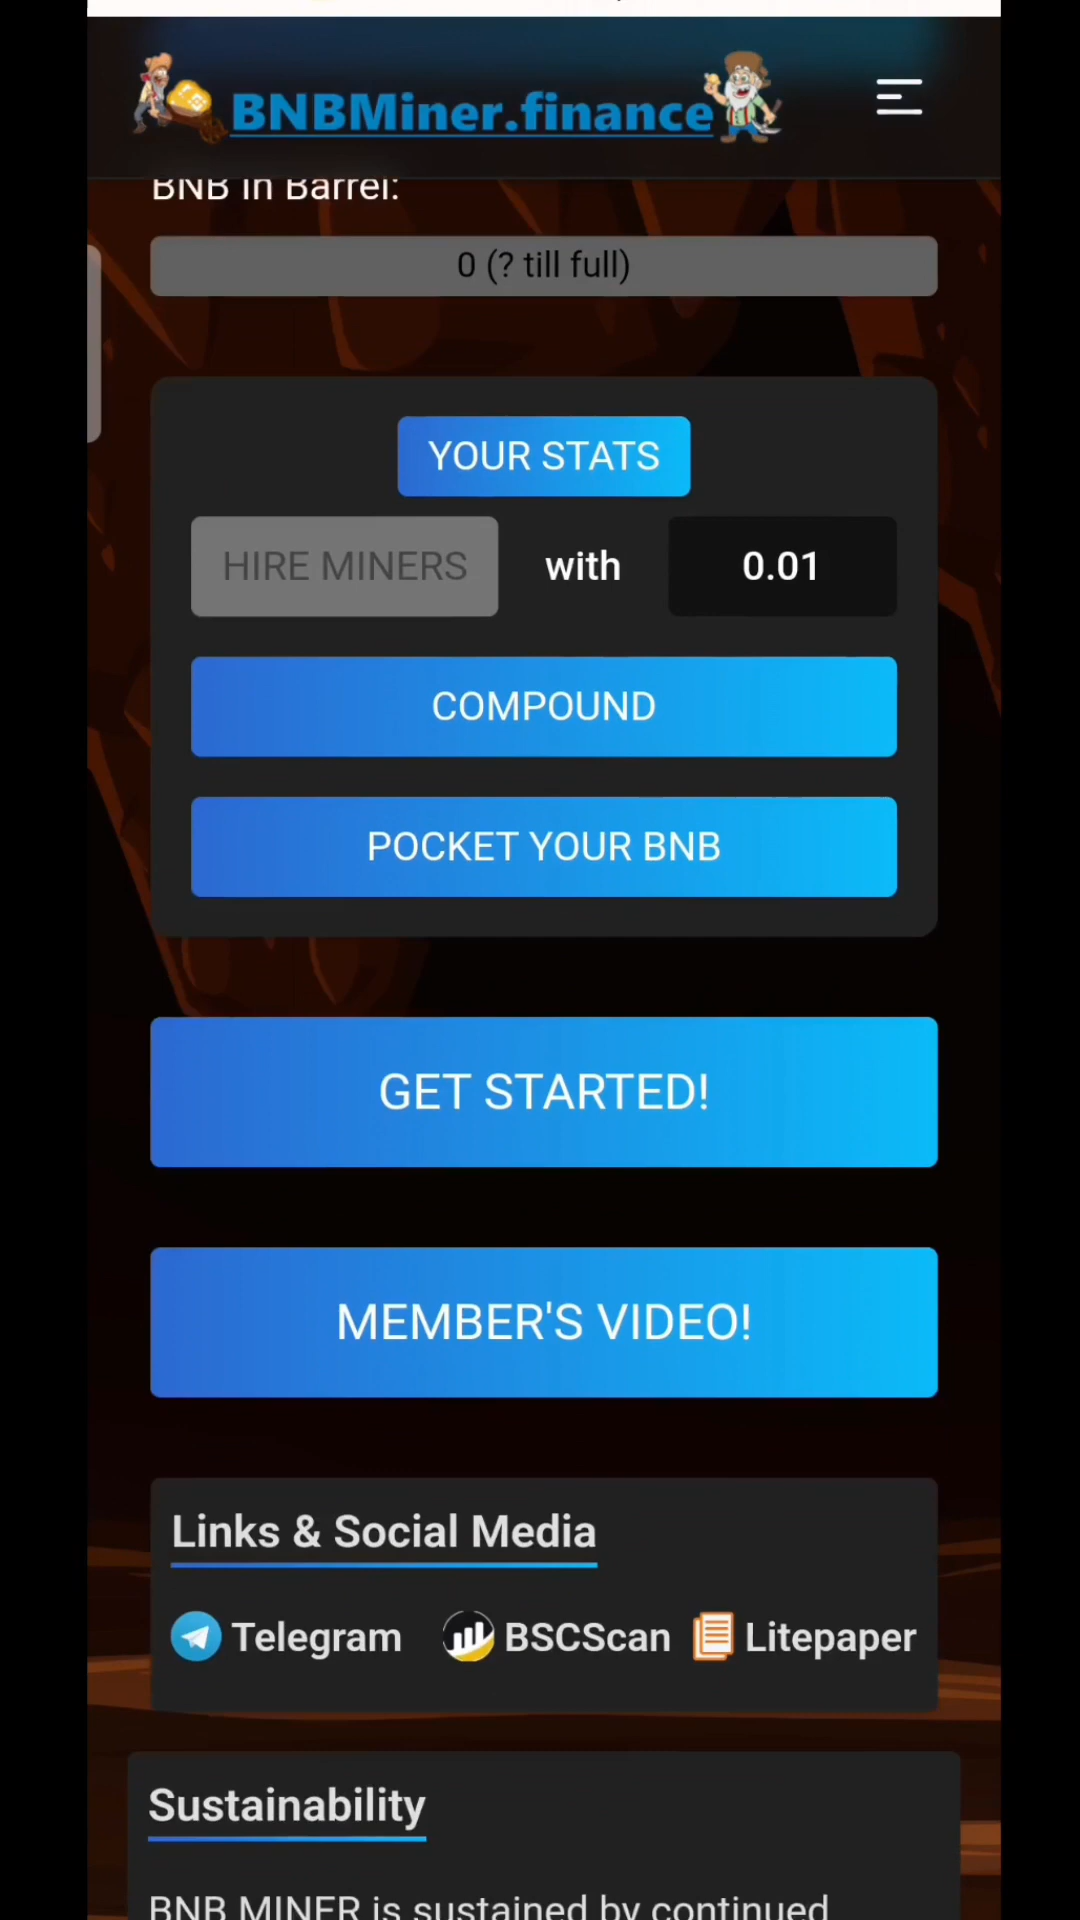 BNBMiner.finance
BNB in Barrel:
0 (? till full)
YOUR STATS
HIRE MINERS with 0.01
COMPOUND
POCKET YOUR BNB
GET STARTED!
MEMBER'S VIDEO!
Links & Social Media
Telegram BSCScan Litepaper
Sustainability
BNB MINER is sustained by continued